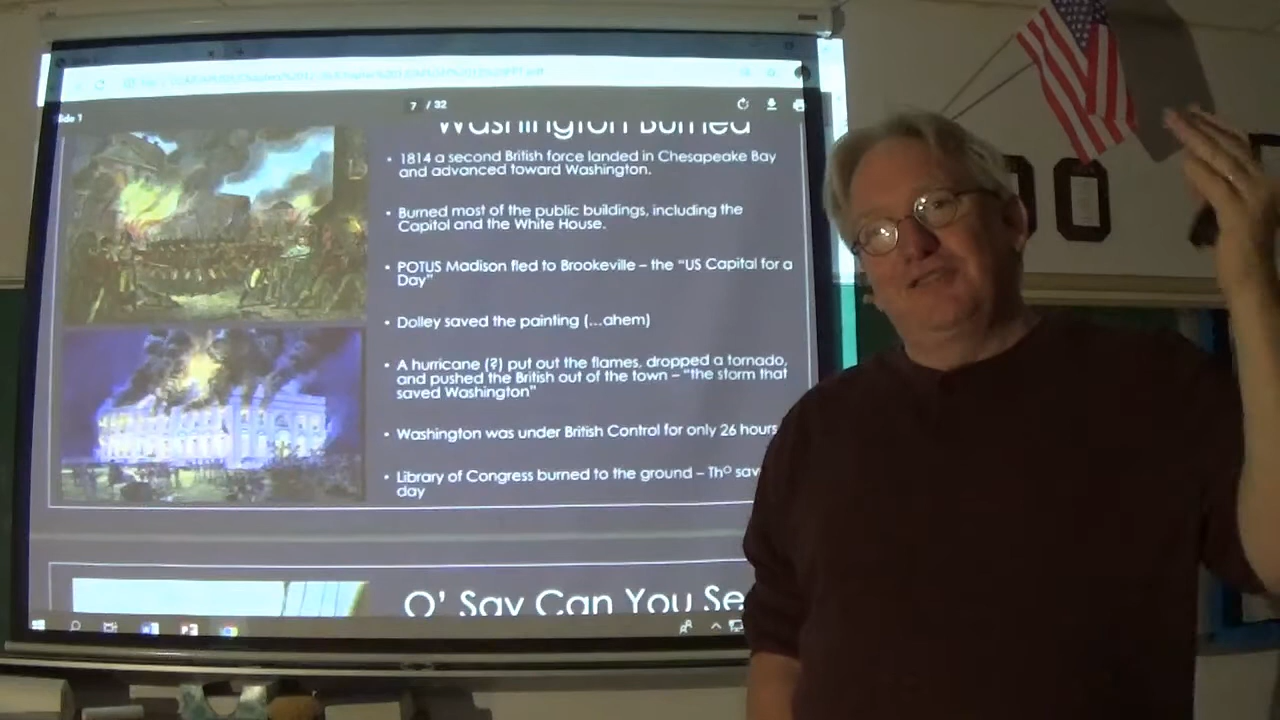 lide 1
7 / 32
Washington Burned
• 1814 a second British force landed in Chesapeake Bay
and advanced toward Washington.
• Burned most of the public buildings, including the
Capitol and the White House.
• POTUS Madison fled to Brookeville – the “US Capital for a
Day”
• Dolley saved the painting (...ahem)
• A hurricane (?) put out the flames, dropped a tornado,
and pushed the British out of the town – “the storm that
saved Washington”
• Washington was under British Control for only 26 hours
• Library of Congress burned to the ground – Thᴼ sav
day
O' Say Can You Se